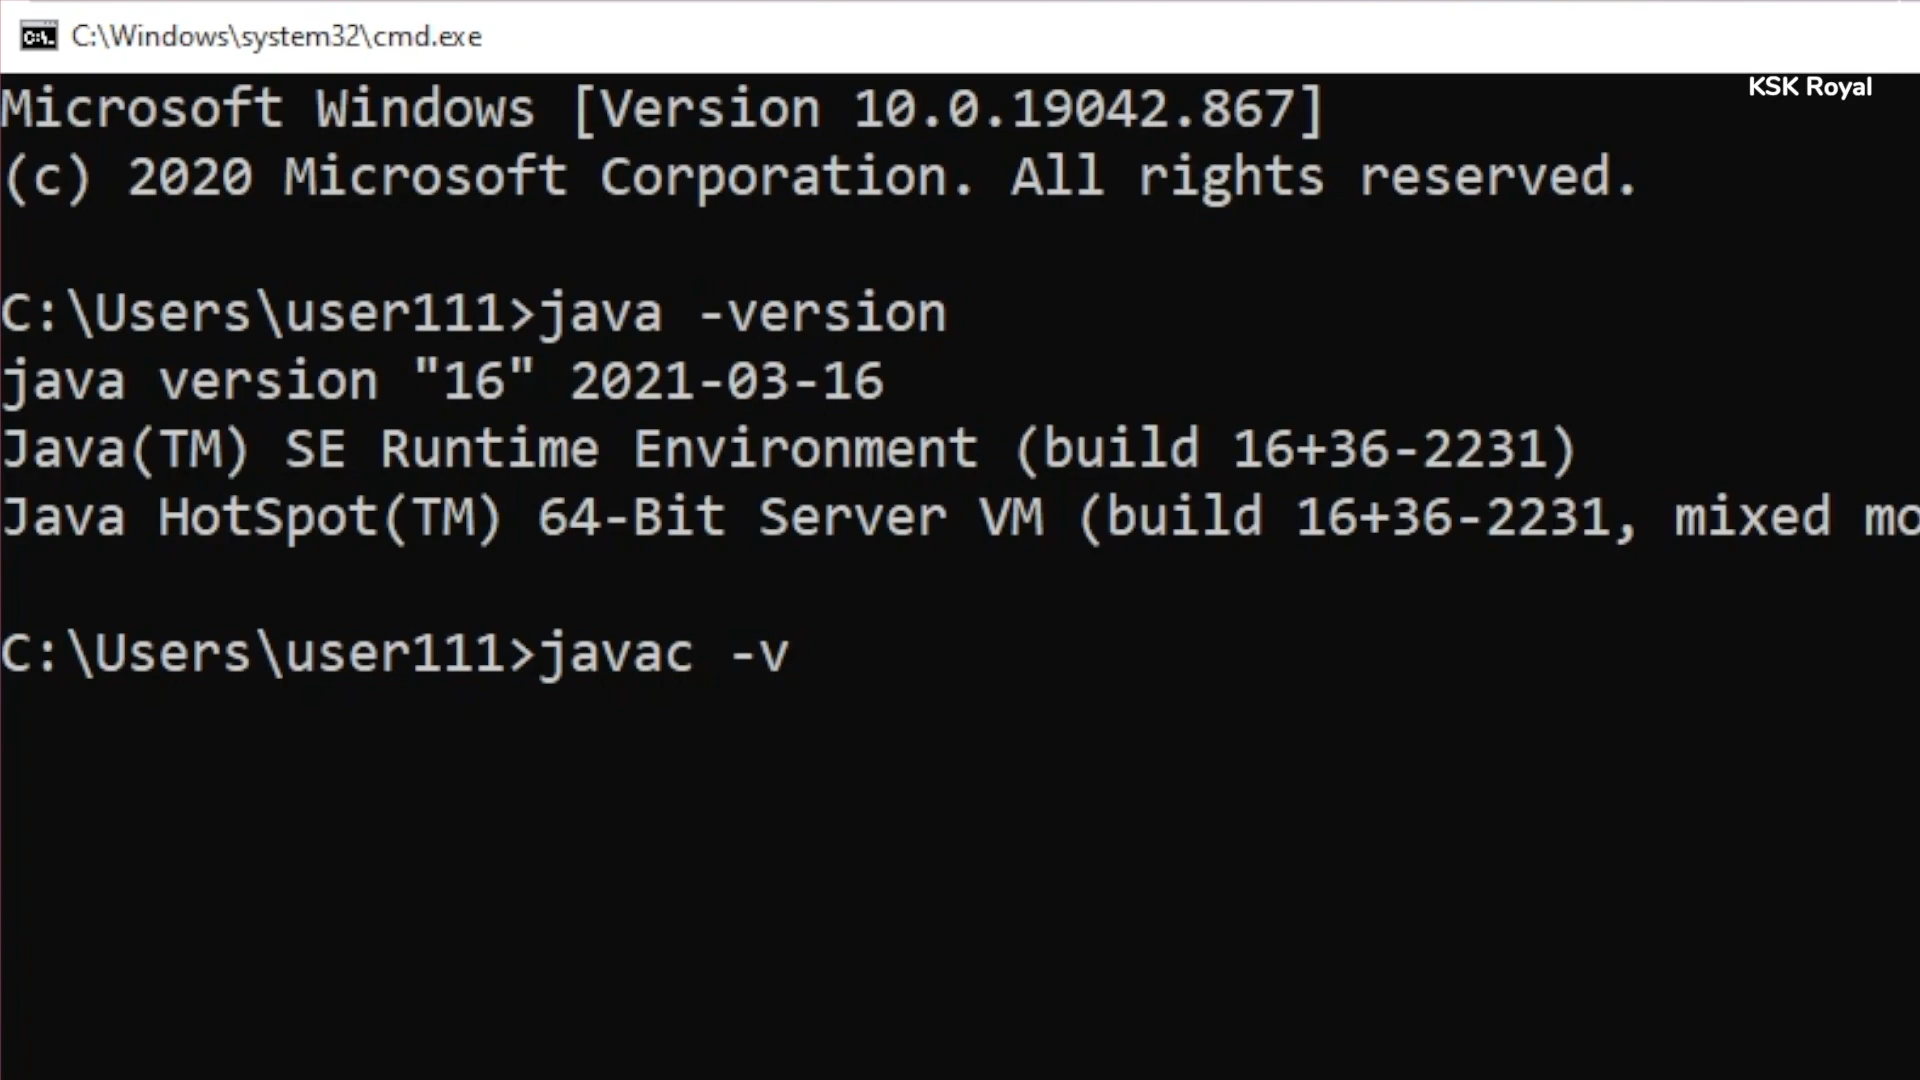 C:\Windows\system32\cmd.exe
KSK Royal
Microsoft Windows [Version 10.0.19042.867]
(c) 2020 Microsoft Corporation. All rights reserved.
C:\Users\user111>java -version
java version "16" 2021-03-16
Java(TM) SE Runtime Environment (build 16+36-2231)
Java HotSpot(TM) 64-Bit Server VM (build 16+36-2231, mixed mo
C:\Users\user111>javac -v